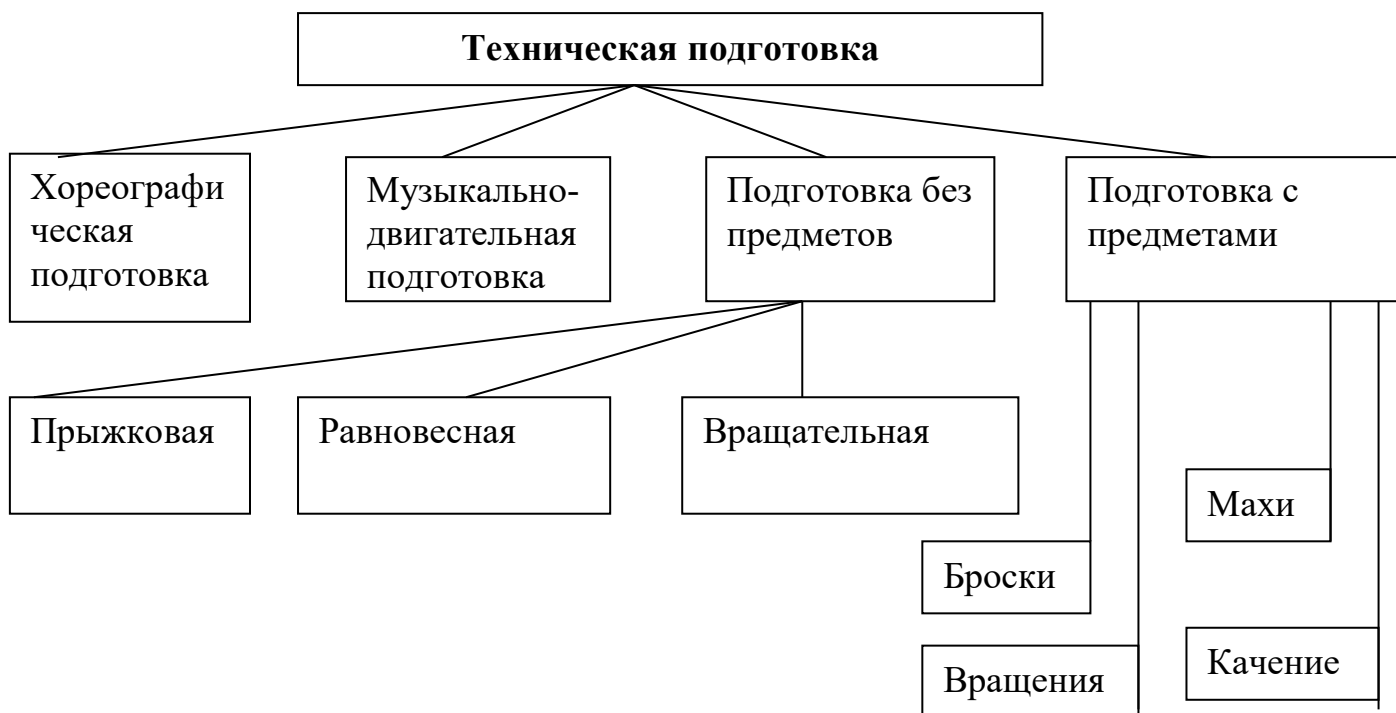 Техническая подготовка
Хореографи
ческая
подготовка
Музыкально-
двигательная
подготовка
Подготовка без
предметов
Подготовка с
предметами
Прыжковая
Равновесная
Вращательная
Махи
Броски
Качение
Вращения